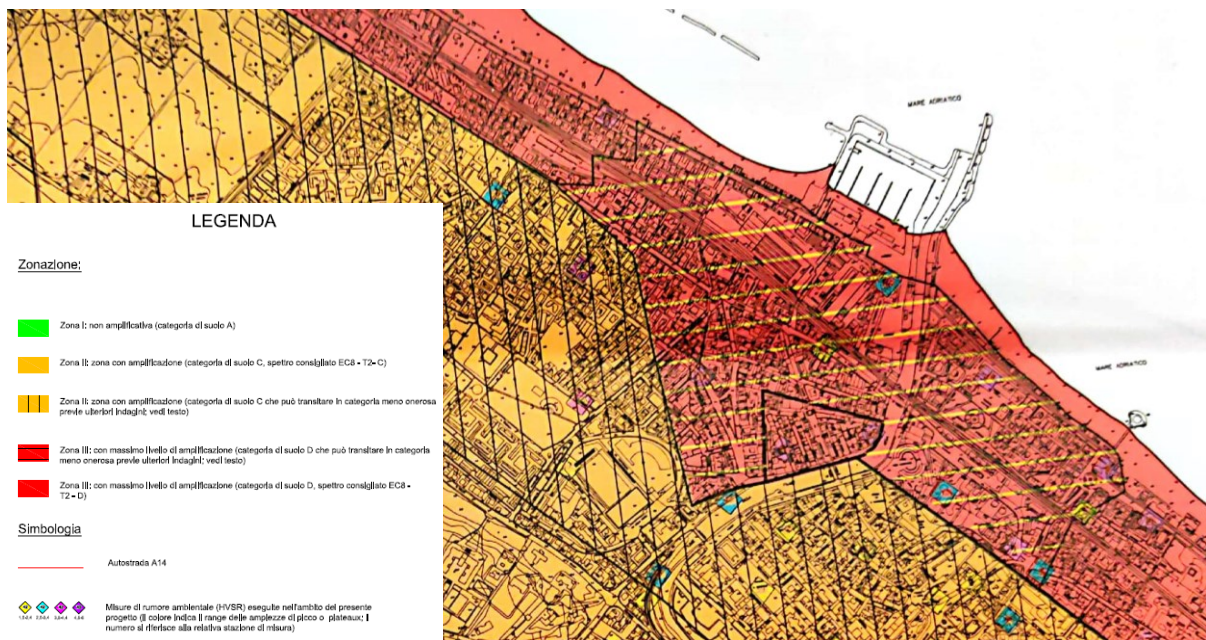 MARE ADRIATICO
MARE ADRIATICO
LEGENDA
Zonazione:
Zona I: non amplificativa (categoria di suolo A)
Zona II: zona con amplificazione (categoria di suolo C, spettro consigliato EC8 - T2- C)
Zona II: zona con amplificazione (categoria di suolo C che può transitare in categoria meno onerosa
previe ulteriori indagini; vedi testo)
Zona III: con massimo livello di amplificazione (categoria di suolo D che può transitare in categoria
meno onerosa previe ulteriori indagini; vedi testo)
Zona III: con massimo livello di amplificazione (categoria di suolo D, spettro consigliato EC8 -
T2 - D)
Simbologia
Autostrada A14
Misure di rumore ambientale (HVSR) eseguite nell'ambito del presente
progetto (il colore indica il range delle ampiezze di picco o plateaux; il
numero si riferisce alla relativa stazione di misura)